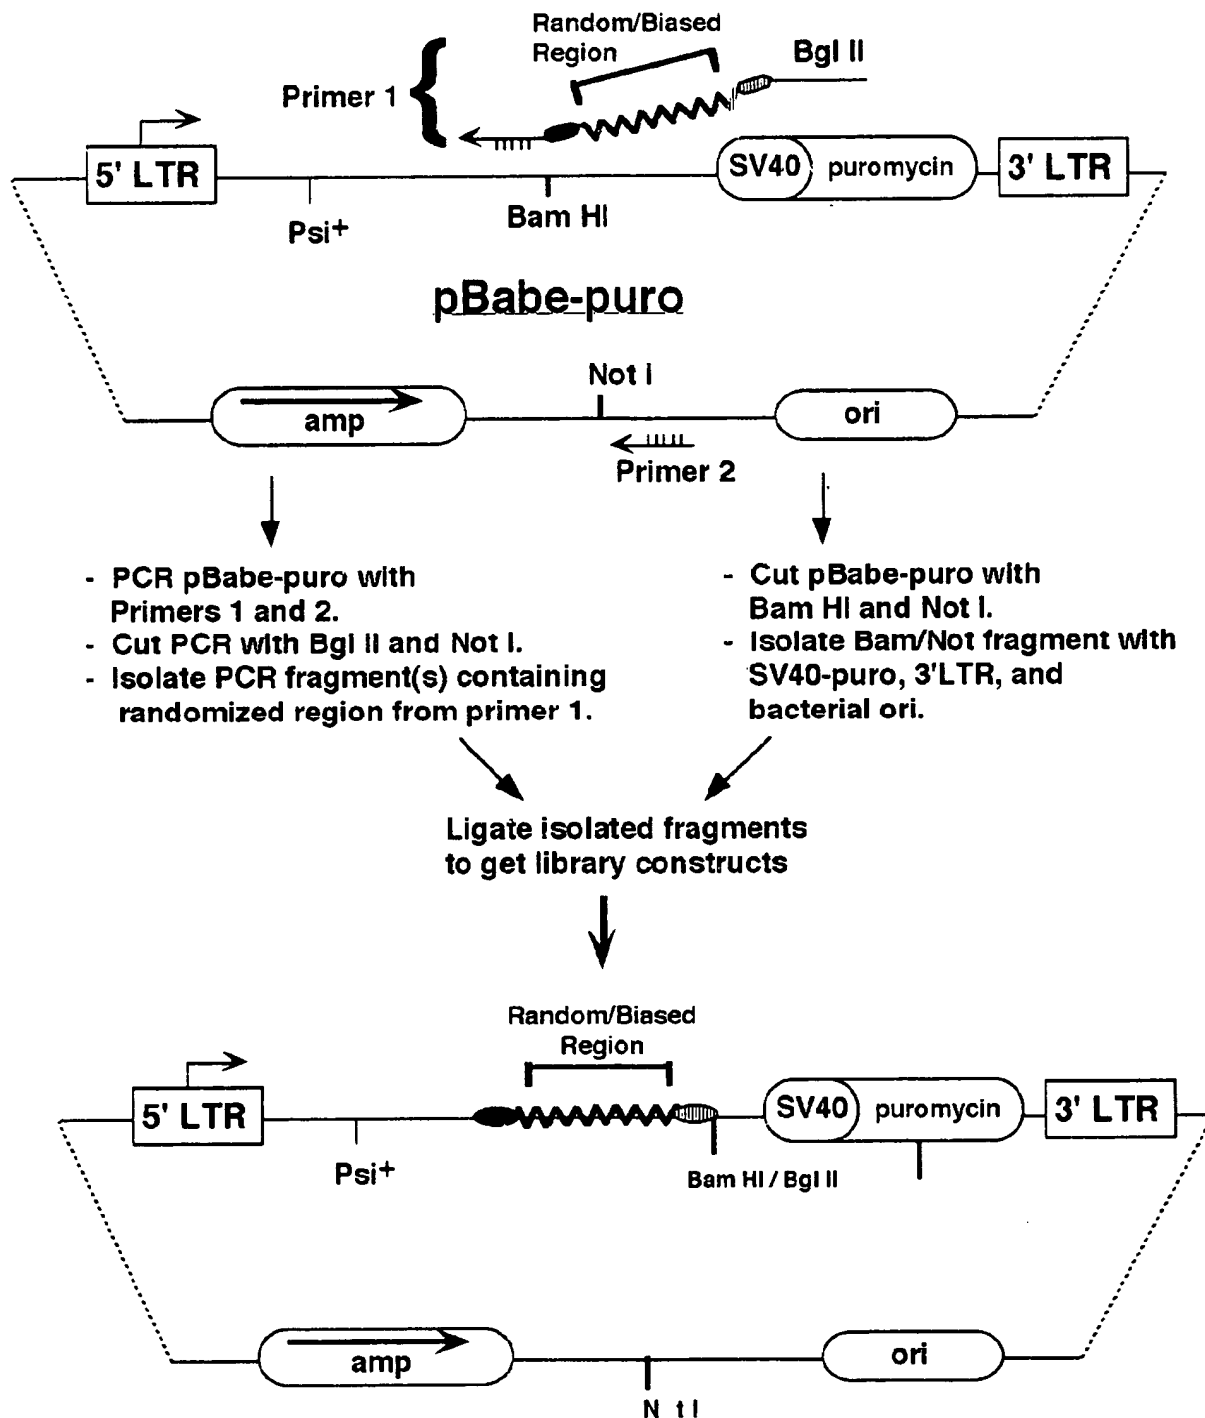 Random/Biased
Region
Bgl II
Primer 1
5' LTR
SV40
puromycin
3' LTR
Psi+
Bam HI
pBabe-puro
Not I
amp
ori
Primer 2
- PCR pBabe-puro with
Primers 1 and 2.
- Cut PCR with Bgl II and Not I.
- Isolate PCR fragment(s) containing
randomized region from primer 1.
- Cut pBabe-puro with
Bam HI and Not I.
- Isolate Bam/Not fragment with
SV40-puro, 3'LTR, and
bacterial ori.
Ligate isolated fragments
to get library constructs
Random/Biased
Region
5' LTR
SV40
puromycin
3' LTR
Psi+
Bam HI / Bgl II
amp
ori
N t I